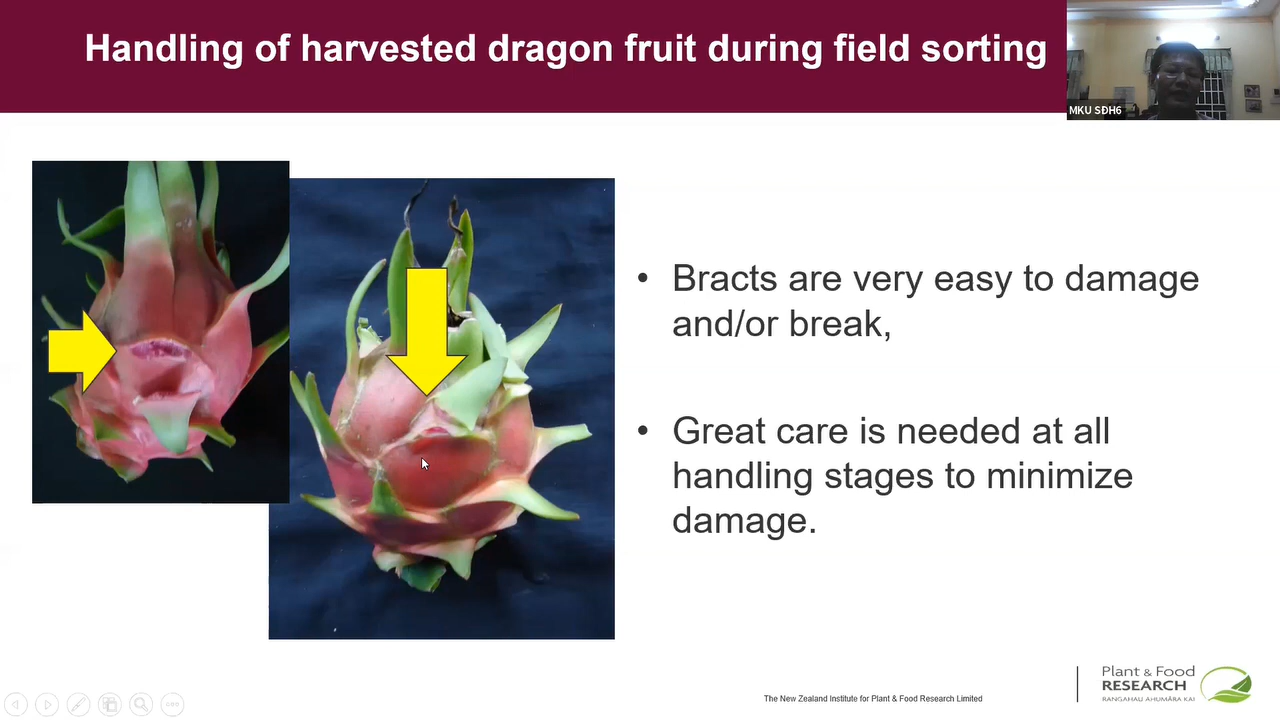 Handling of harvested dragon fruit during field sorting
MKU SĐH6
• Bracts are very easy to damage
and/or break,
• Great care is needed at all
handling stages to minimize
damage.
The New Zealand Institute for Plant & Food Research Limited
Plant & Food
RESEARCH
RANGAHAU AHUMĀRA KAI